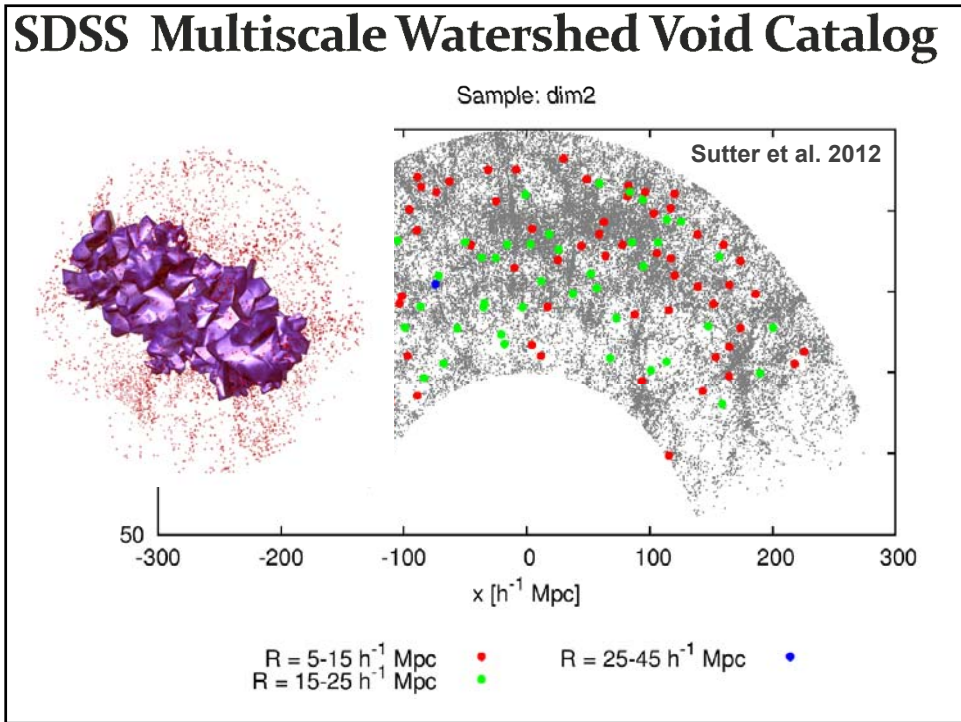 SDSS Multiscale Watershed Void Catalog
Sample: dim2
Sutter et al. 2012
50
-300 -200 -100 0 100 200 300
x [h⁻¹ Mpc]
R = 5-15 h⁻¹ Mpc R = 25-45 h⁻¹ Mpc
R = 15-25 h⁻¹ Mpc